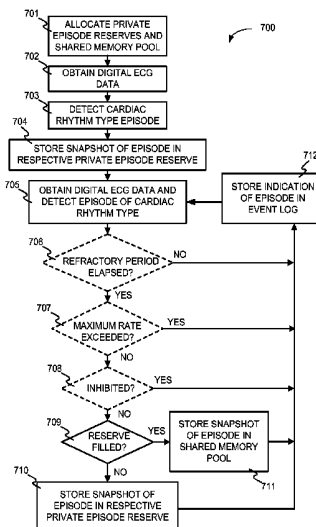 700
701
ALLOCATE PRIVATE
EPISODE RESERVES AND
SHARED MEMORY POOL
702
OBTAIN DIGITAL ECG
DATA
703
DETECT CARDIAC
RHYTHM TYPE EPISODE
704
STORE SNAPSHOT OF EPISODE IN
RESPECTIVE PRIVATE EPISODE RESERVE
705
OBTAIN DIGITAL ECG DATA AND
DETECT EPISODE OF CARDIAC
RHYTHM TYPE
712
STORE INDICATION
OF EPISODE IN
EVENT LOG
706
REFRACTORY PERIOD
ELAPSED?
NO
YES
707
MAXIMUM RATE
EXCEEDED?
YES
NO
708
INHIBITED?
YES
NO
709
RESERVE
FILLED?
YES
STORE SNAPSHOT
OF EPISODE IN
SHARED MEMORY
POOL
711
NO
710
STORE SNAPSHOT OF
EPISODE IN RESPECTIVE
PRIVATE EPISODE RESERVE